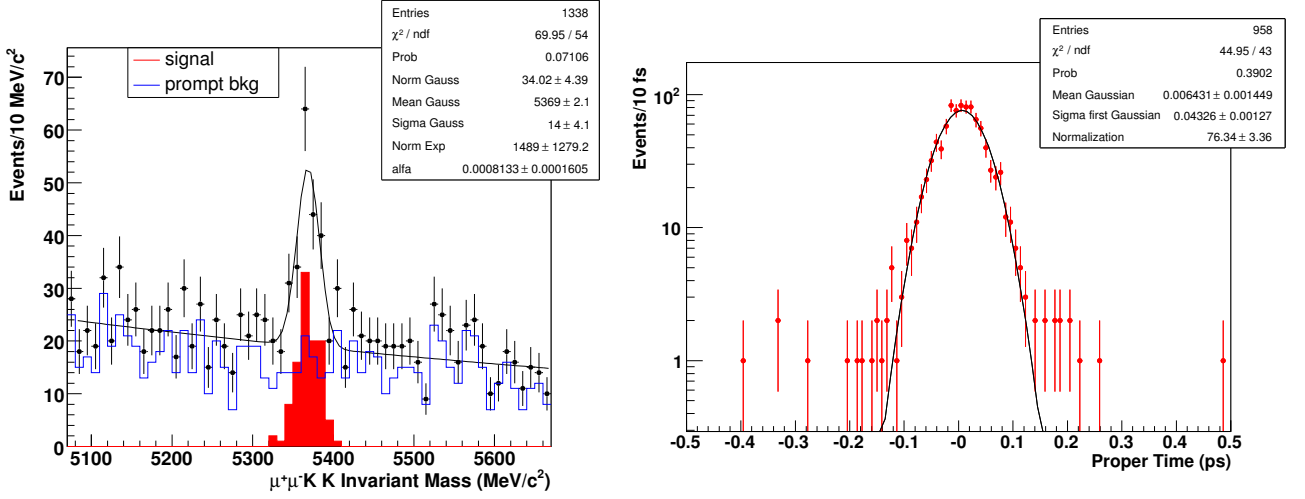 Entries 1338
χ² / ndf 69.95 / 54
Prob 0.07106
Norm Gauss 34.02 ± 4.39
Mean Gauss 5369 ± 2.1
Sigma Gauss 14 ± 4.1
Norm Exp 1489 ± 1279.2
alfa 0.0008133 ± 0.0001605
signal
prompt bkg
Events/10 MeV/c²
70
60
50
40
30
20
10
0
5100 5200 5300 5400 5500 5600
μ⁺μ⁻K K Invariant Mass (MeV/c²)
Entries 958
χ² / ndf 44.95 / 43
Prob 0.3902
Mean Gaussian 0.006431 ± 0.001449
Sigma first Gaussian 0.04326 ± 0.00127
Normalization 76.34 ± 3.36
Events/10 fs
10²
10
1
-0.5 -0.4 -0.3 -0.2 -0.1 -0 0.1 0.2 0.3 0.4 0.5
Proper Time (ps)